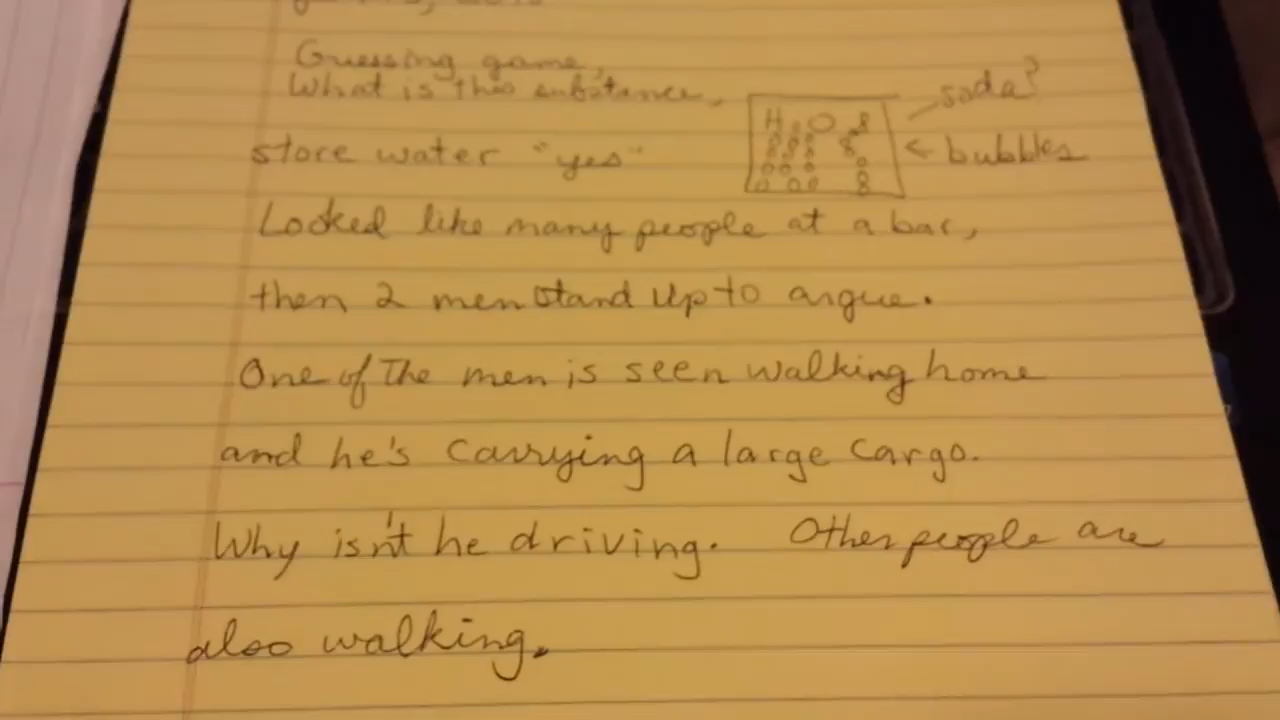 Guessing game,
What is this substance,
soda?
store water "yes"
H2O
bubbles
Looked like many people at a bar,
then 2 men stand up to argue.
One of The men is seen walking home
and he's carrying a large cargo.
Why isn't he driving. Other people are
also walking.